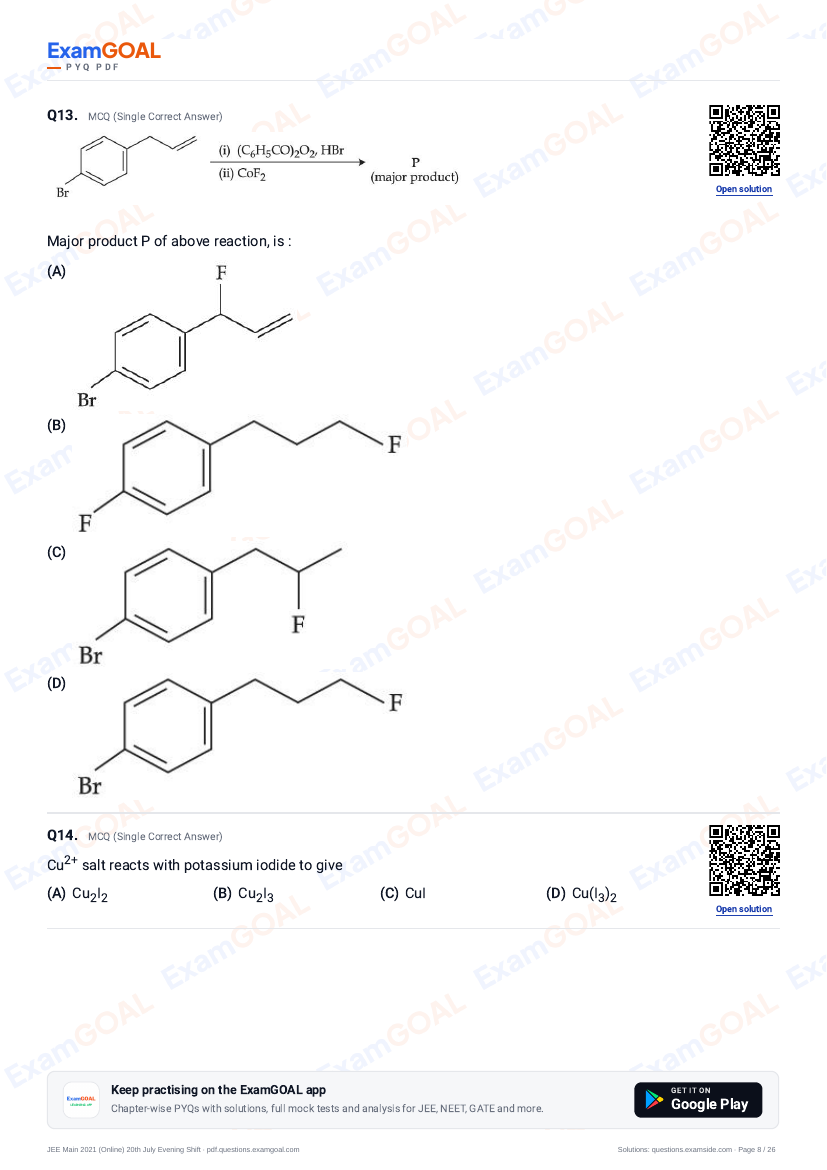 ExamGOAL
PYQ PDF
Q13. MCQ (Single Correct Answer)
Br
(i) (C6H5CO)2O2, HBr
(ii) CoF2
P
(major product)
Open solution
Major product P of above reaction, is :
(A)
F
Br
(B)
F
F
(C)
F
Br
(D)
F
Br
Q14. MCQ (Single Correct Answer)
Cu2+ salt reacts with potassium iodide to give
(A) Cu2I2 (B) Cu2I3 (C) CuI (D) Cu(I3)2
Open solution
ExamGOAL
Keep practising on the ExamGOAL app
Chapter-wise PYQs with solutions, full mock tests and analysis for JEE, NEET, GATE and more.
GET IT ON
Google Play
JEE Main 2021 (Online) 20th July Evening Shift · pdf.questions.examgoal.com
Solutions: questions.examside.com · Page 8 / 26